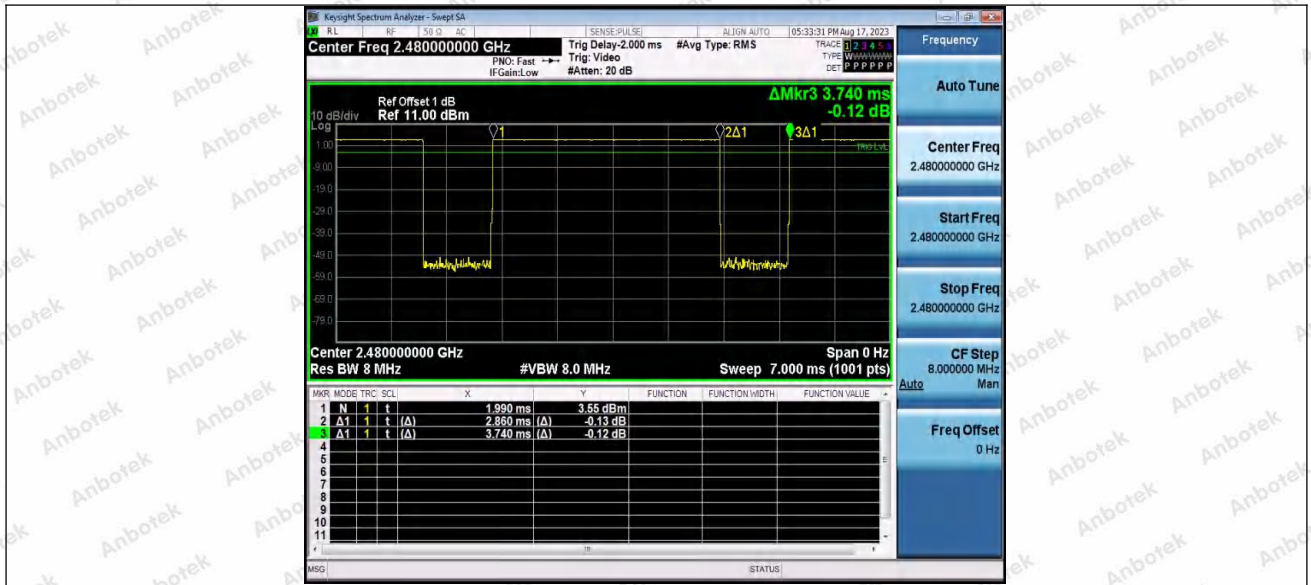 Keysight Spectrum Analyzer - Swept SA
RL RF 50 Ω AC SENSE:PULSE ALIGN AUTO 05:33:31 PM Aug 17, 2023
Center Freq 2.480000000 GHz
PNO: Fast
IFGain:Low
Trig Delay-2.000 ms
Trig: Video
#Atten: 20 dB
#Avg Type: RMS
TRACE 1 2 3 4 5 6
TYPE W
DET P P P P P P
ΔMkr3 3.740 ms
-0.12 dB
Ref Offset 1 dB
10 dB/div Ref 11.00 dBm
Log
1.00
-9.00
-19.0
-29.0
-39.0
-49.0
-59.0
-69.0
-79.0
1
2Δ1
3Δ1
TRIG LVL
Center 2.480000000 GHz Span 0 Hz
Res BW 8 MHz #VBW 8.0 MHz Sweep 7.000 ms (1001 pts)
MKR MODE TRC SCL X Y FUNCTION FUNCTION WIDTH FUNCTION VALUE
1 N 1 t 1.990 ms 3.55 dBm
2 Δ1 1 t (Δ) 2.860 ms (Δ) -0.13 dB
3 Δ1 1 t (Δ) 3.740 ms (Δ) -0.12 dB
4
5
6
7
8
9
10
11
MSG STATUS
Frequency
Auto Tune
Center Freq
2.480000000 GHz
Start Freq
2.480000000 GHz
Stop Freq
2.480000000 GHz
CF Step
8.000000 MHz
Auto Man
Freq Offset
0 Hz
Anbotek